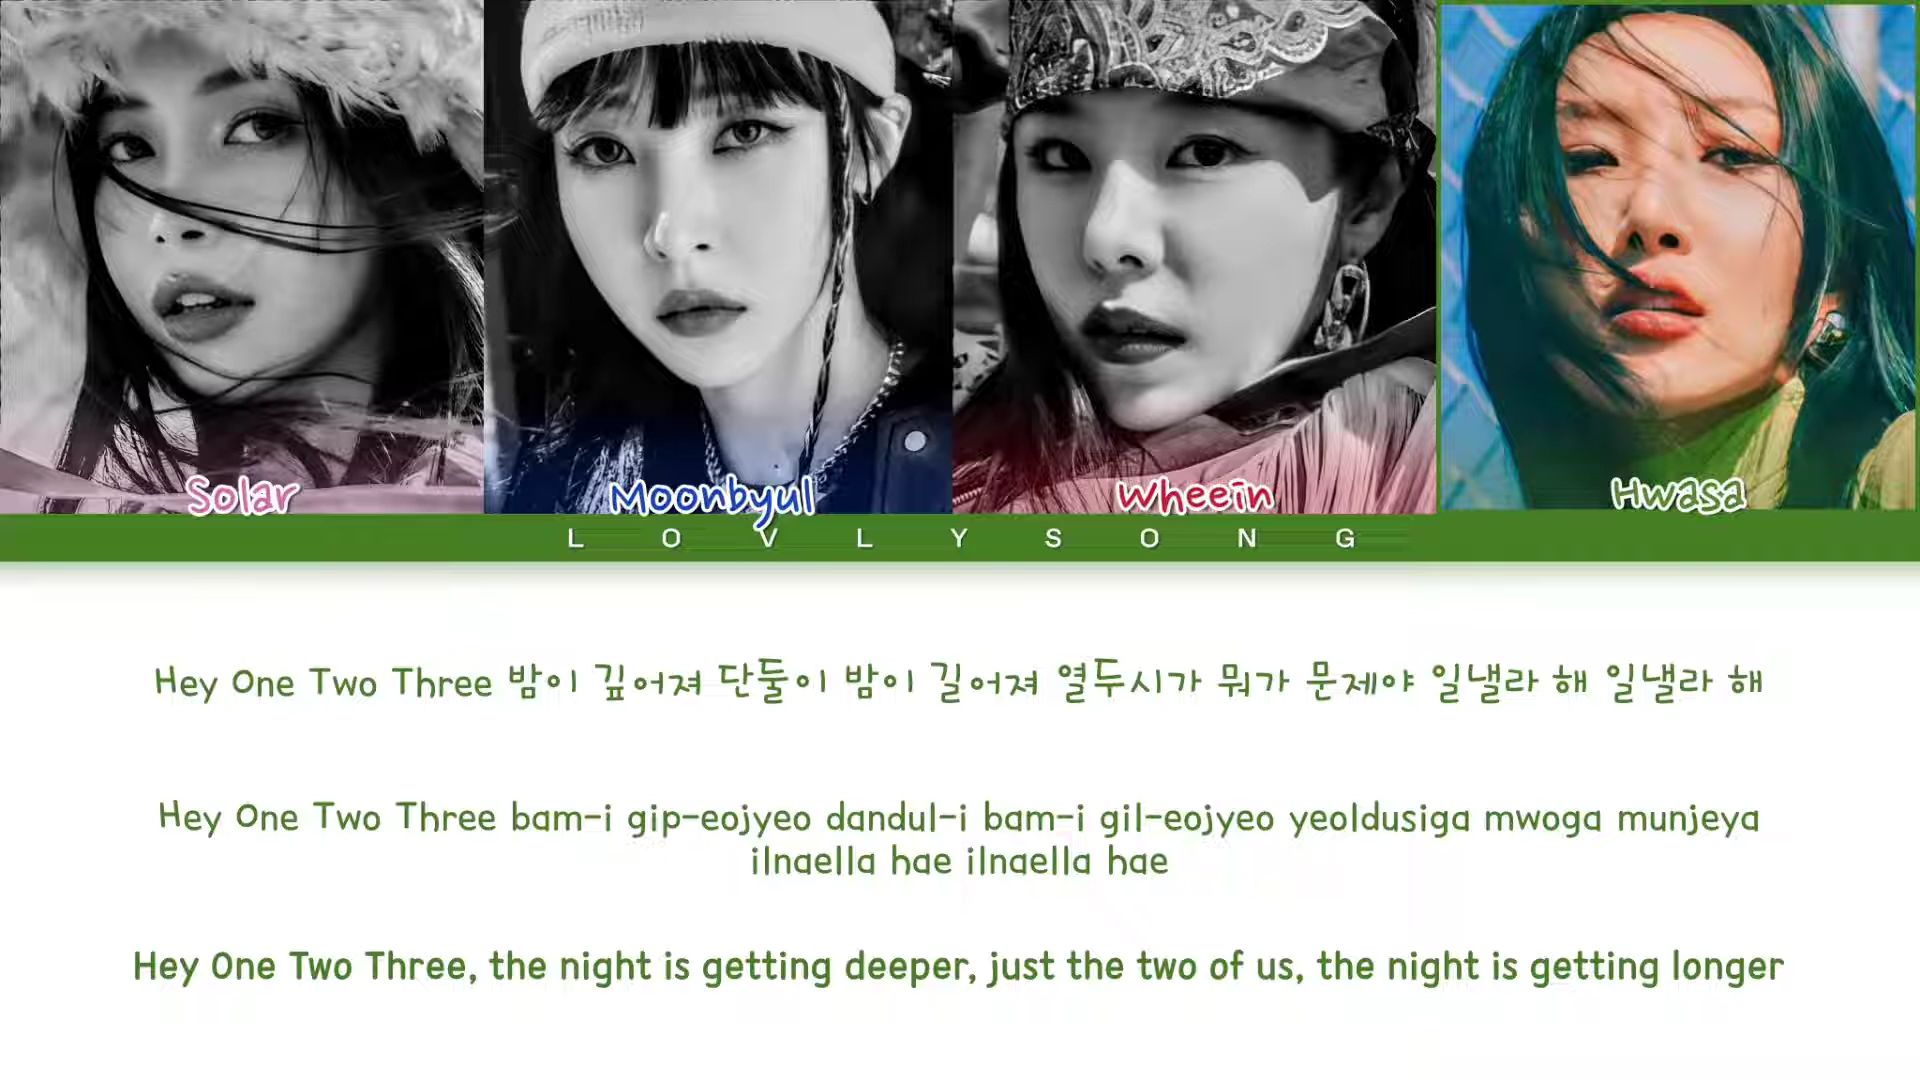 Solar
Moonbyul
Wheein
Hwasa
LOVLYSONG
Hey One Two Three 밤이 깊어져 단둘이 밤이 길어져 열두시가 뭐가 문제야 일낼라 해 일낼라 해
Hey One Two Three bam-i gip-eojyeo dandul-i bam-i gil-eojyeo yeoldusiga mwoga munjeya
ilnaella hae ilnaella hae
Hey One Two Three, the night is getting deeper, just the two of us, the night is getting longer